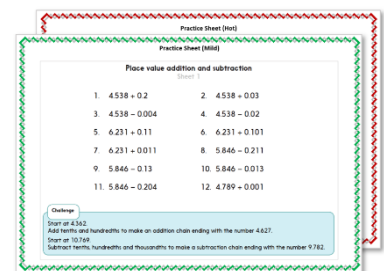 Practice Sheet (Hot)
Practice Sheet (Mild)
Place value addition and subtraction
Sheet 1
1. 4.538 + 0.2 2. 4.538 + 0.03
3. 4.538 − 0.004 4. 4.538 − 0.02
5. 6.231 + 0.11 6. 6.231 + 0.101
7. 6.231 + 0.011 8. 5.846 − 0.211
9. 5.846 − 0.13 10. 5.846 − 0.013
11. 5.846 − 0.204 12. 4.789 + 0.001
Challenge
Start at 4.362.
Add tenths and hundredths to make an addition chain ending with the number 4.627.
Start at 10.769.
Subtract tenths, hundredths and thousandths to make a subtraction chain ending with the number 9.782.